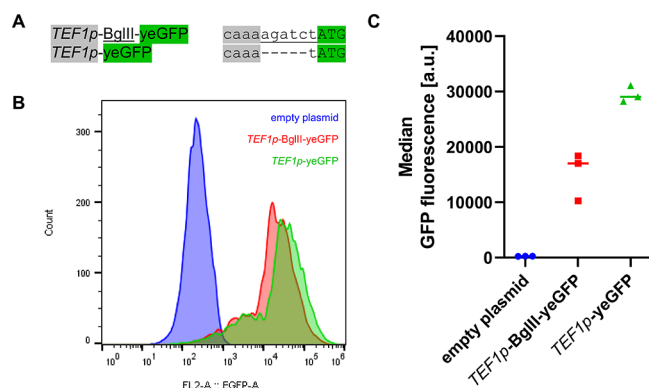 A
TEF1p-BglII-yeGFP
caaaagatctATG
TEF1p-yeGFP
caaa-----tATG
B
empty plasmid
TEF1p-BglII-yeGFP
TEF1p-yeGFP
Count
300
200
100
0
10^0 10^1 10^2 10^3 10^4 10^5 10^6
FL2-A :: EGFP-A
C
Median
GFP fluorescence [a.u.]
40000
30000
20000
10000
0
empty plasmid
TEF1p-BglII-yeGFP
TEF1p-yeGFP